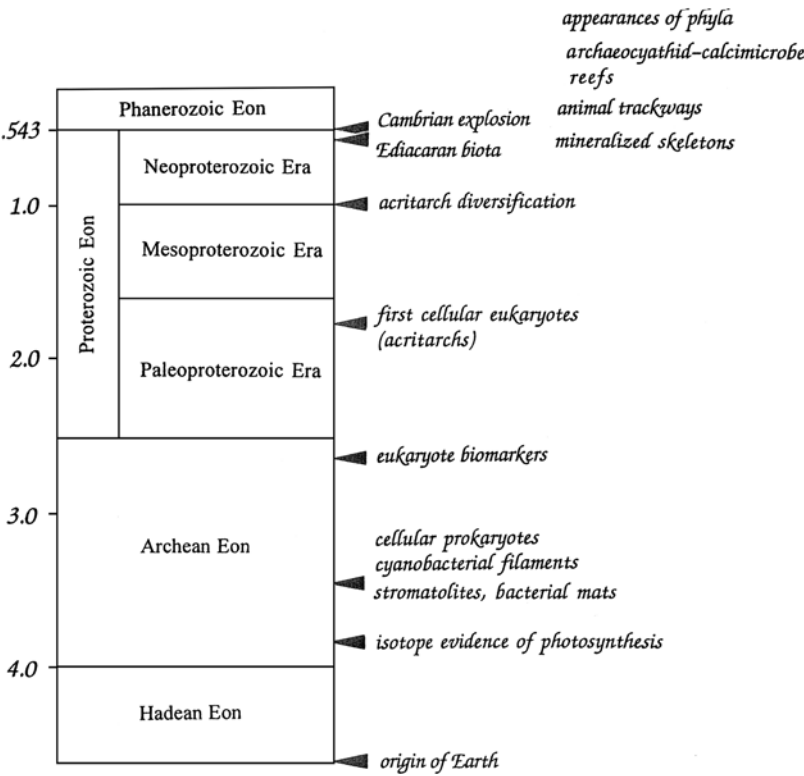 appearances of phyla
archaeocyathid–calcimicrobe
reefs
Phanerozoic Eon
Cambrian explosion
animal trackways
.543
Ediacaran biota
mineralized skeletons
Neoproterozoic Era
1.0
acritarch diversification
Proterozoic Eon
Mesoproterozoic Era
first cellular eukaryotes
(acritarchs)
2.0
Paleoproterozoic Era
eukaryote biomarkers
3.0
cellular prokaryotes
Archean Eon
cyanobacterial filaments
stromatolites, bacterial mats
isotope evidence of photosynthesis
4.0
Hadean Eon
origin of Earth